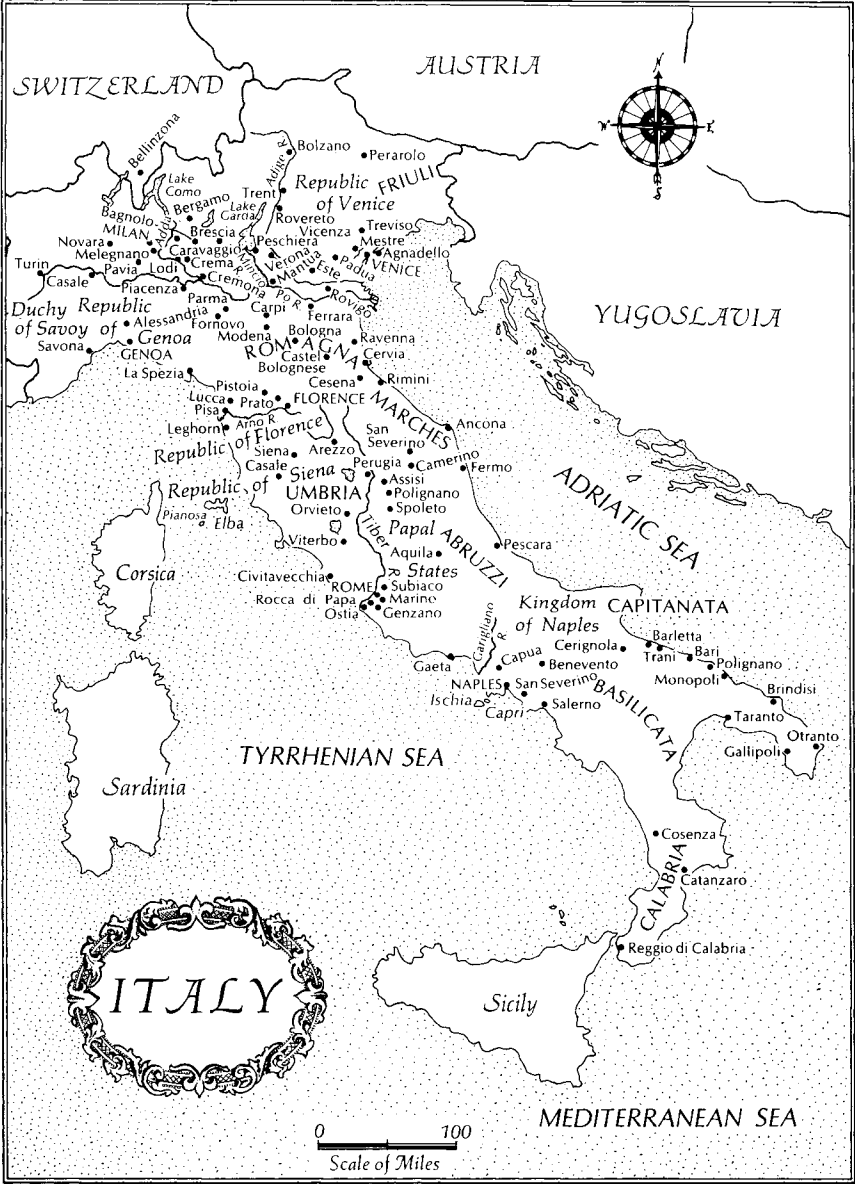 SWITZERLAND
AUSTRIA
N
W
E
S
Bellinzona
Adige R.
Bolzano
Perarolo
Lake
Como
Trent
Republic
of Venice
FRIULI
Bergamo
Lake
Garda
Rovereto
Bagnolo
Adda
Vicenza
Treviso
MILAN
Brescia
Mestre
Novara
Caravaggio
Peschiera
Agnadello
Melegnano
Crema
Verona
Padua
VENICE
Turin
Pavia
Lodi
Mincio
R.
Mantua
Este
Casale
Cremona
Piacenza
Po R.
Rovigo
Parma
Carpi
Ferrara
Duchy
of Savoy
Republic
of
Genoa
Alessandria
Fornovo
Modena
Bologna
Ravenna
YUGOSLAVIA
Savona
GENOA
ROMAGNA
Castel
Bolognese
Cervia
La Spezia
Cesena
Rimini
Pistoia
Lucca
Prato
FLORENCE
MARCHES
Pisa
Arno R.
Leghorn
Republic of Florence
San
Severino
Ancona
Siena
Arezzo
Casale
Perugia
Camerino
Fermo
Republic of
Siena
Assisi
UMBRIA
Polignano
ADRIATIC SEA
Pianosa
Elba
Orvieto
Spoleto
Tiber
R
Papal
States
ABRUZZI
Viterbo
Aquila
Pescara
Corsica
Civitavecchia
ROME
Subiaco
Rocca di Papa
Marino
Ostia
Genzano
Garigliano
R.
Kingdom
of Naples
CAPITANATA
Gaeta
Capua
Cerignola
Barletta
Trani
Bari
Benevento
Polignano
NAPLES
San Severino
Monopoli
Ischia
Capri
Salerno
BASILICATA
Brindisi
Taranto
Otranto
Gallipoli
TYRRHENIAN SEA
Sardinia
Cosenza
CALABRIA
Catanzaro
Reggio di Calabria
ITALY
Sicily
MEDITERRANEAN SEA
0 100
Scale of Miles